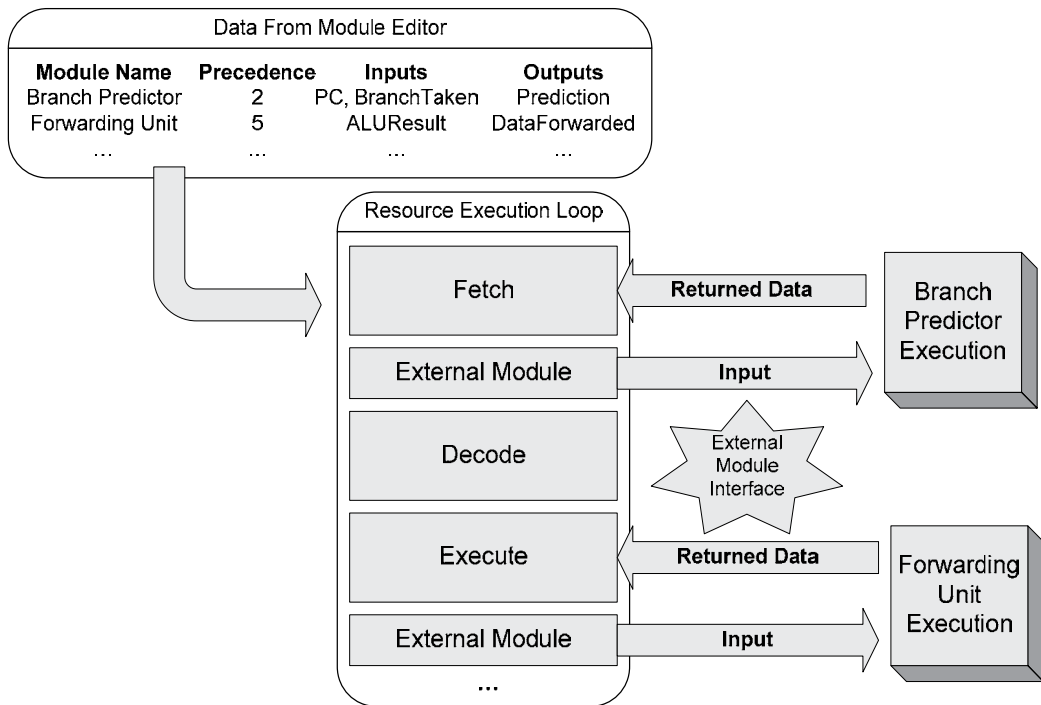 Data From Module Editor
Module Name Precedence Inputs Outputs
Branch Predictor 2 PC, BranchTaken Prediction
Forwarding Unit 5 ALUResult DataForwarded
... ... ... ...
Resource Execution Loop
Fetch
Returned Data
Branch
Predictor
Execution
External Module
Input
Decode
External
Module
Interface
Execute
Returned Data
Forwarding
Unit
Execution
External Module
Input
...